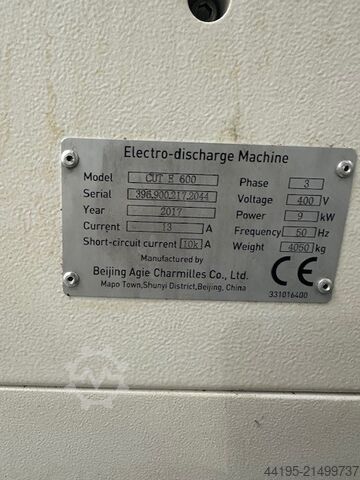 Electro-discharge Machine
Model CUT E 600 Phase 3
Serial 396.900.217.2044 Voltage 400 V
Year 2017 Power 9 kW
Current 13 A Frequency 50 Hz
Short-circuit current 10k A Weight 4050 kg
Manufactured by
Beijing Agie Charmilles Co., Ltd.
Mapo Town,Shunyi District,Beijing, China
CE
331016400
44195-21499737